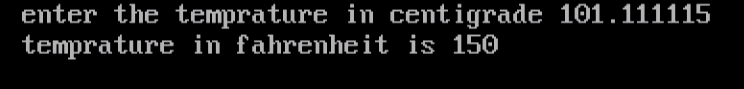 enter the temprature in centigrade 101.111115
temprature in fahrenheit is 150